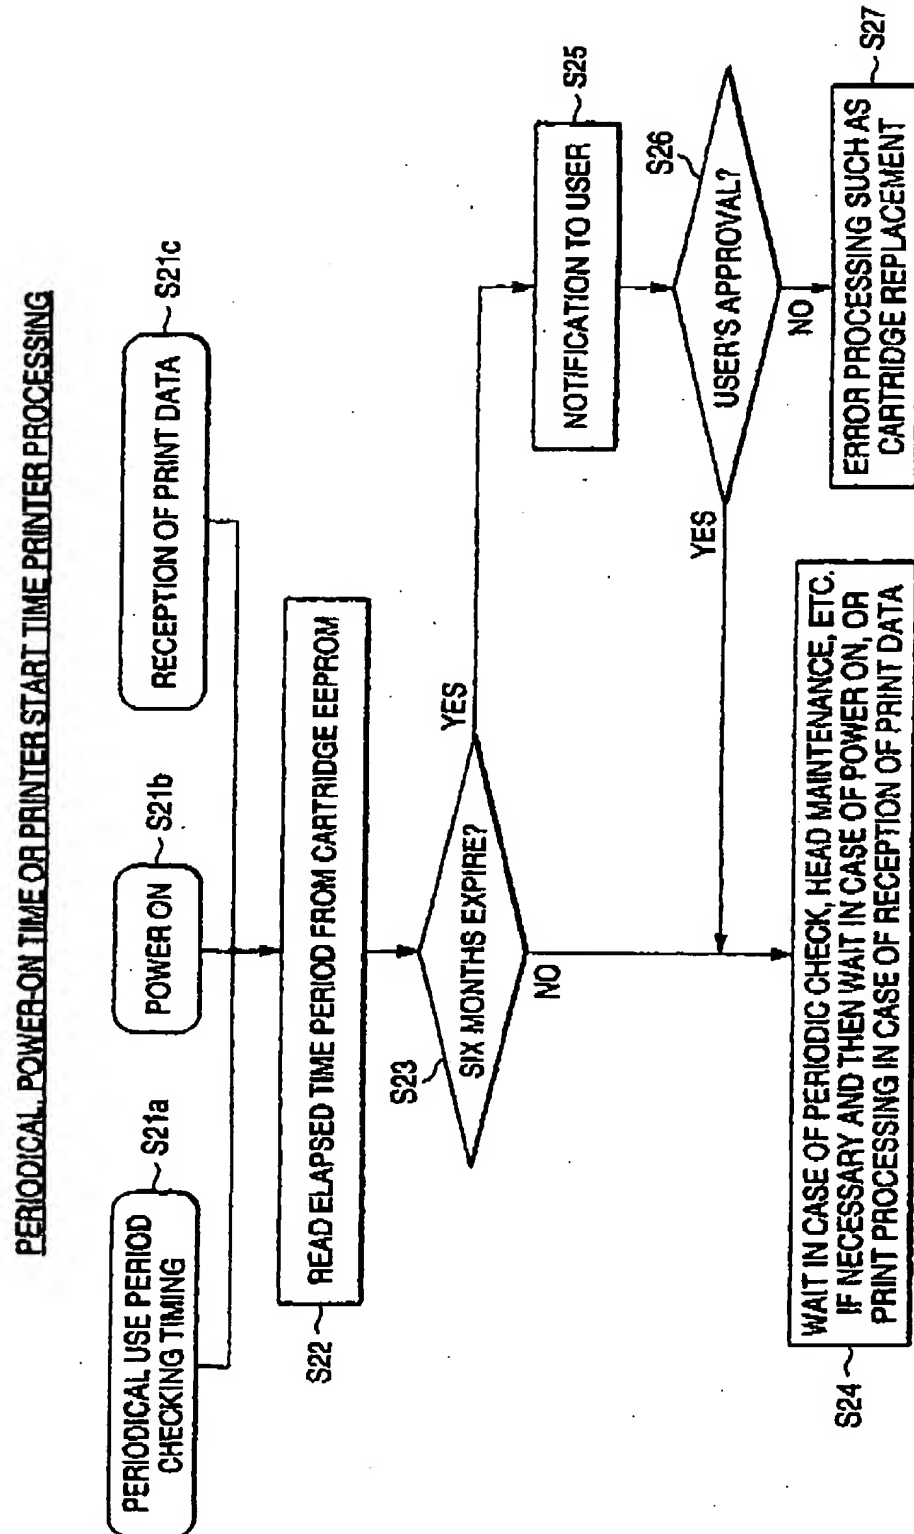 PERIODICAL, POWER-ON TIME OR PRINTER START TIME PRINTER PROCESSING
PERIODICAL USE PERIOD
CHECKING TIMING
S21a
POWER ON
S21b
RECEPTION OF PRINT DATA
S21c
READ ELAPSED TIME PERIOD FROM CARTRIDGE EEPROM
S22
S23
SIX MONTHS EXPIRE?
YES
NO
NOTIFICATION TO USER
S25
S26
USER'S APPROVAL?
YES
NO
WAIT IN CASE OF PERIODIC CHECK, HEAD MAINTENANCE, ETC.
IF NECESSARY AND THEN WAIT IN CASE OF POWER ON, OR
PRINT PROCESSING IN CASE OF RECEPTION OF PRINT DATA
S24
ERROR PROCESSING SUCH AS
CARTRIDGE REPLACEMENT
S27